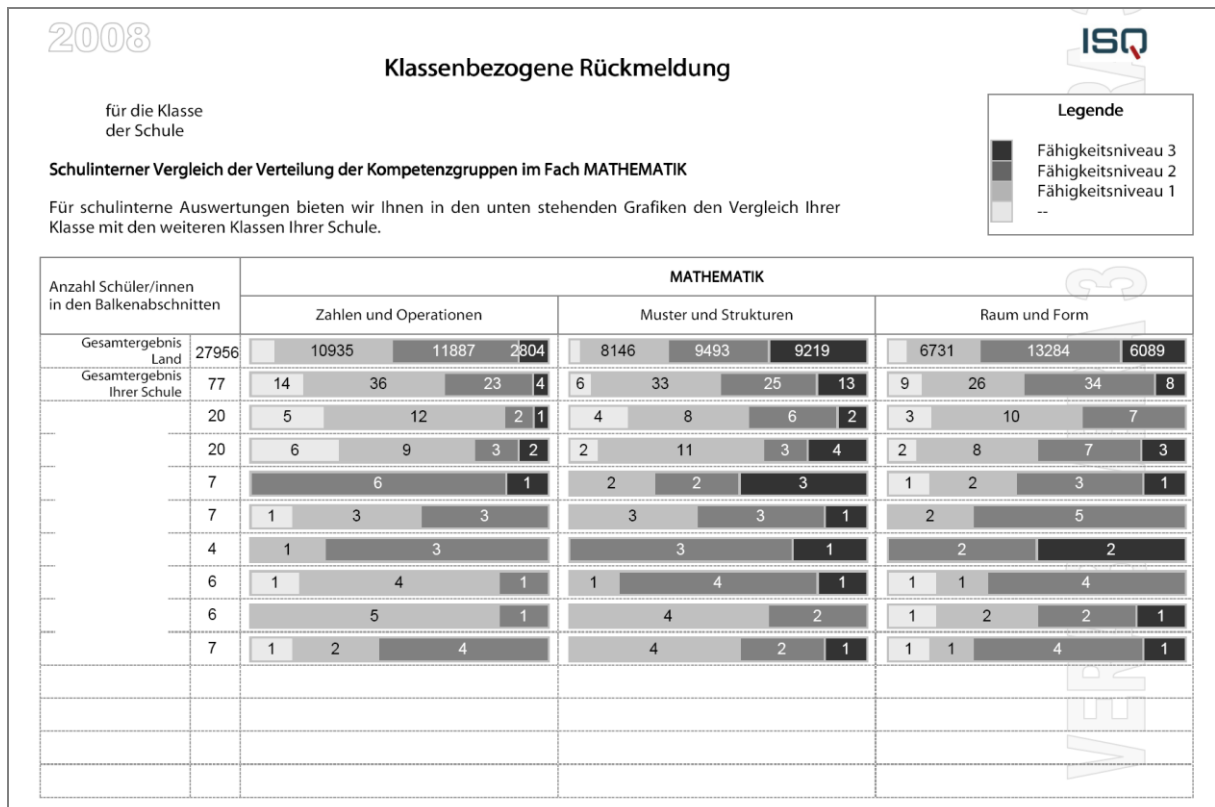 2008
ISQ
Klassenbezogene Rückmeldung
für die Klasse
der Schule
Legende
Fähigkeitsniveau 3
Fähigkeitsniveau 2
Fähigkeitsniveau 1
--
Schulinterner Vergleich der Verteilung der Kompetenzgruppen im Fach MATHEMATIK
Für schulinterne Auswertungen bieten wir Ihnen in den unten stehenden Grafiken den Vergleich Ihrer
Klasse mit den weiteren Klassen Ihrer Schule.
Anzahl Schüler/innen
in den Balkenabschnitten
MATHEMATIK
Zahlen und Operationen Muster und Strukturen Raum und Form
Gesamtergebnis
Land 27956 10935 11887 2804 8146 9493 9219 6731 13284 6089
Gesamtergebnis
Ihrer Schule 77 14 36 23 4 6 33 25 13 9 26 34 8
20 5 12 2 1 4 8 6 2 3 10 7
20 6 9 3 2 2 11 3 4 2 8 7 3
7 6 1 2 2 3 1 2 3 1
7 1 3 3 3 3 1 2 5
4 1 3 3 1 2 2
6 1 4 1 1 4 1 1 1 4
6 5 1 4 2 1 2 2 1
7 1 2 4 4 2 1 1 1 4 1